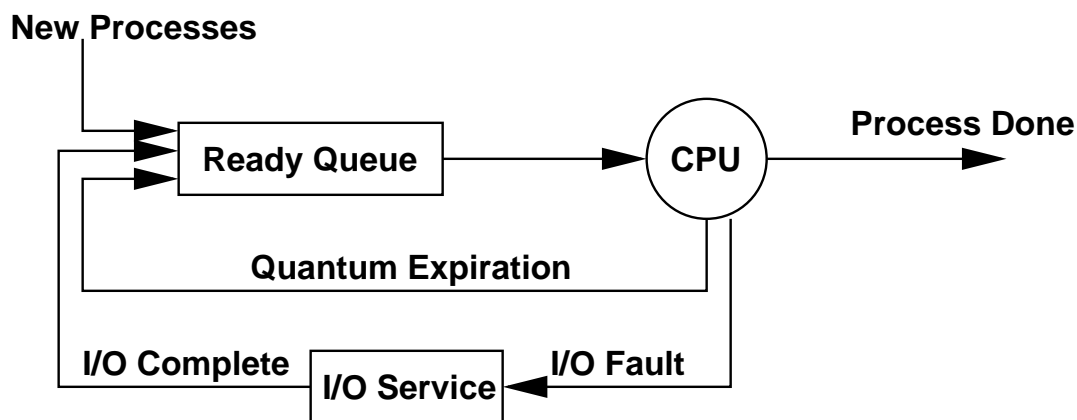 New Processes
Process Done
Ready Queue
CPU
Quantum Expiration
I/O Complete
I/O Fault
I/O Service